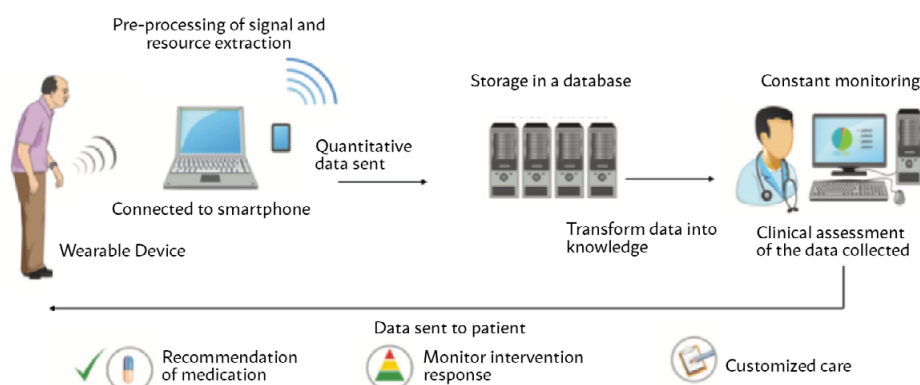 Pre-processing of signal and
resource extraction
Storage in a database
Constant monitoring
Quantitative
data sent
Connected to smartphone
Wearable Device
Transform data into
knowledge
Clinical assessment
of the data collected
Data sent to patient
Recommendation
of medication
Monitor intervention
response
Customized care